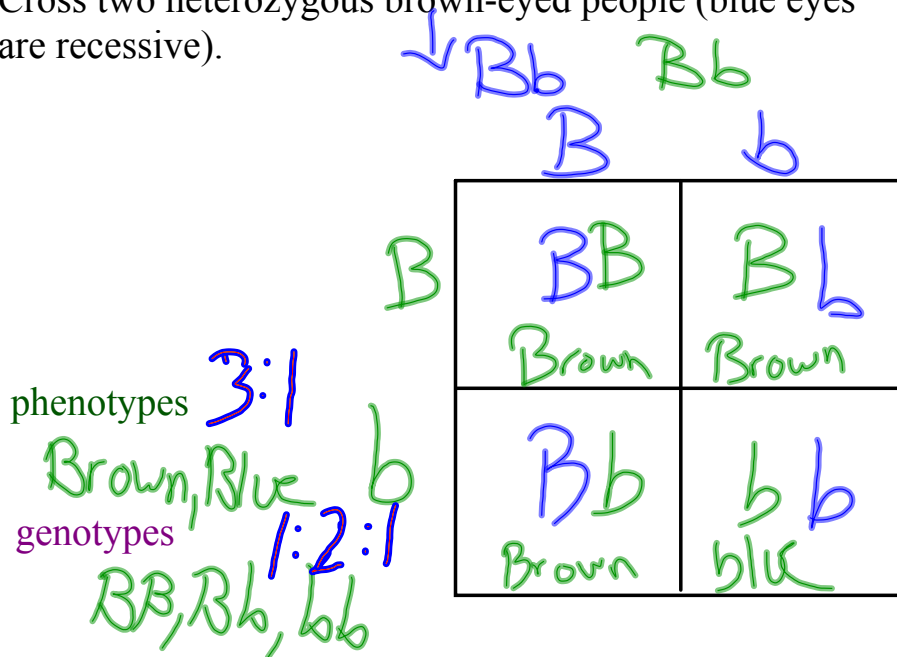 Cross two heterozygous brown-eyed people (blue eyes
are recessive).
Bb Bb
B b
B BB Bb
Brown Brown
phenotypes 3:1
Brown, Blue b Bb bb
genotypes 1:2:1
Brown blue
BB, Bb, bb